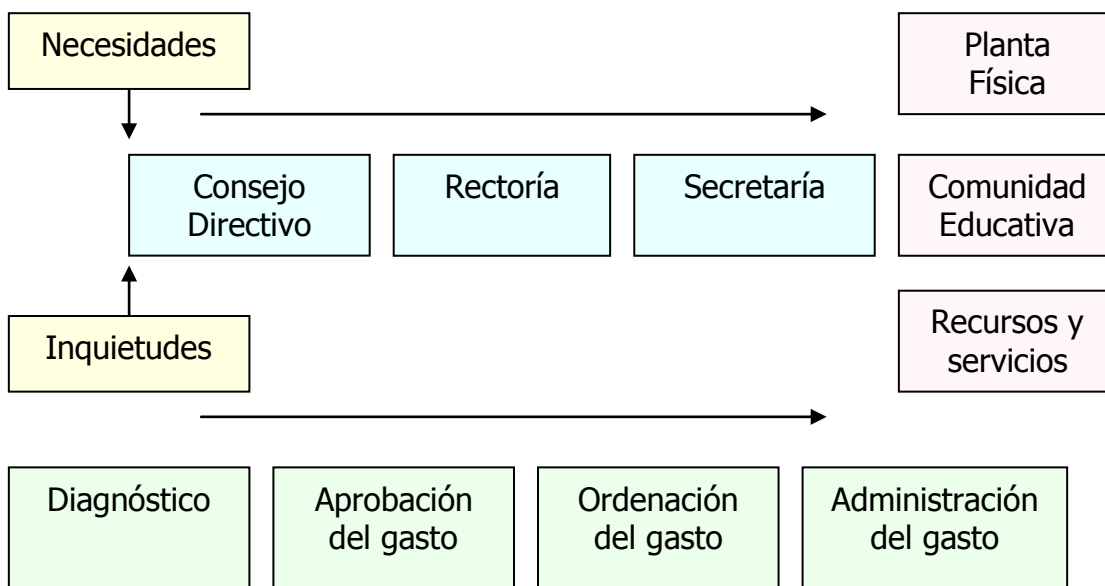 Necesidades
Planta
Física
Consejo
Directivo
Rectoría
Secretaría
Comunidad
Educativa
Inquietudes
Recursos y
servicios
Diagnóstico
Aprobación
del gasto
Ordenación
del gasto
Administración
del gasto